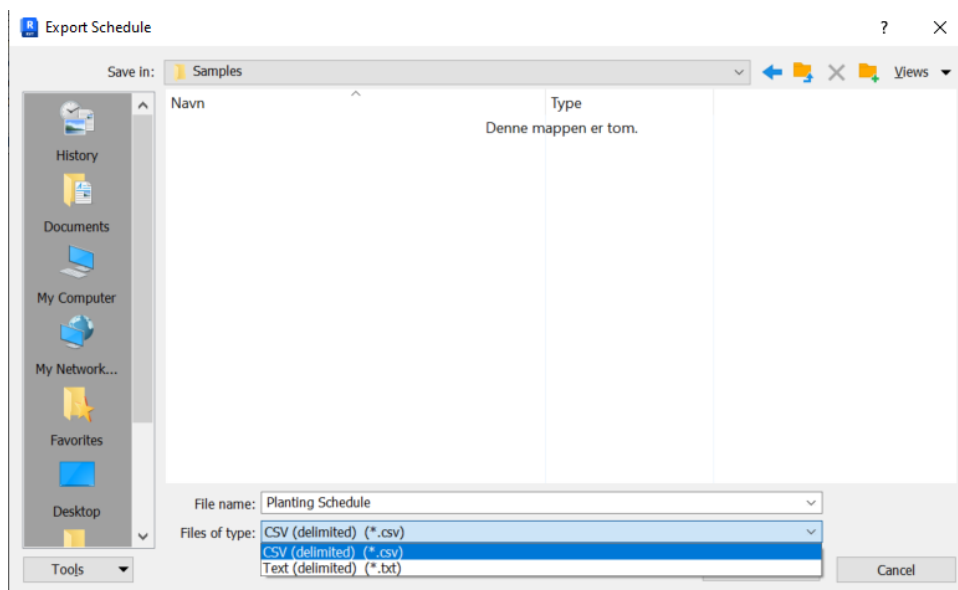 Export Schedule
Save in: Samples Views
Navn Type
Denne mappen er tom.
History
Documents
My Computer
My Network...
Favorites
Desktop
File name: Planting Schedule
Files of type: CSV (delimited) (*.csv)
CSV (delimited) (*.csv)
Text (delimited) (*.txt)
Tools Cancel